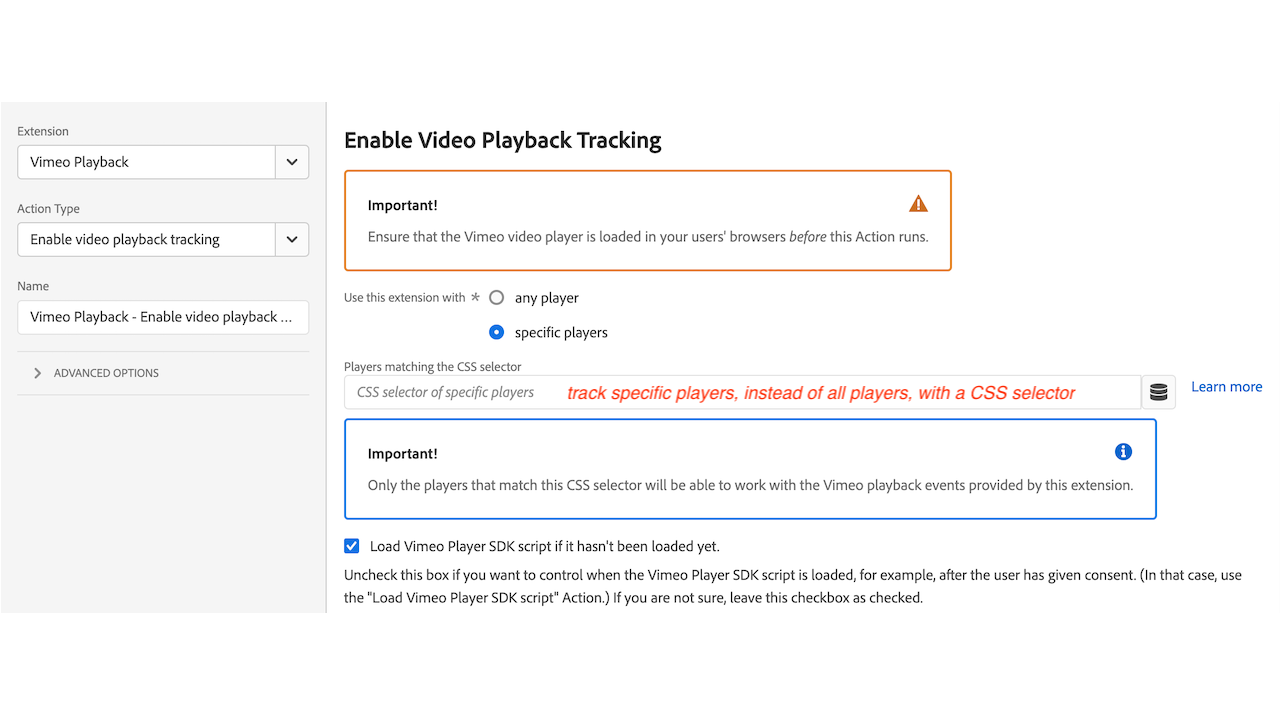 Extension
Vimeo Playback
Action Type
Enable video playback tracking
Name
Vimeo Playback - Enable video playback ...
ADVANCED OPTIONS
Enable Video Playback Tracking
Important!
Ensure that the Vimeo video player is loaded in your users' browsers before this Action runs.
Use this extension with * any player
specific players
Players matching the CSS selector
CSS selector of specific players track specific players, instead of all players, with a CSS selector
Learn more
Important!
Only the players that match this CSS selector will be able to work with the Vimeo playback events provided by this extension.
Load Vimeo Player SDK script if it hasn't been loaded yet.
Uncheck this box if you want to control when the Vimeo Player SDK script is loaded, for example, after the user has given consent. (In that case, use
the "Load Vimeo Player SDK script" Action.) If you are not sure, leave this checkbox as checked.